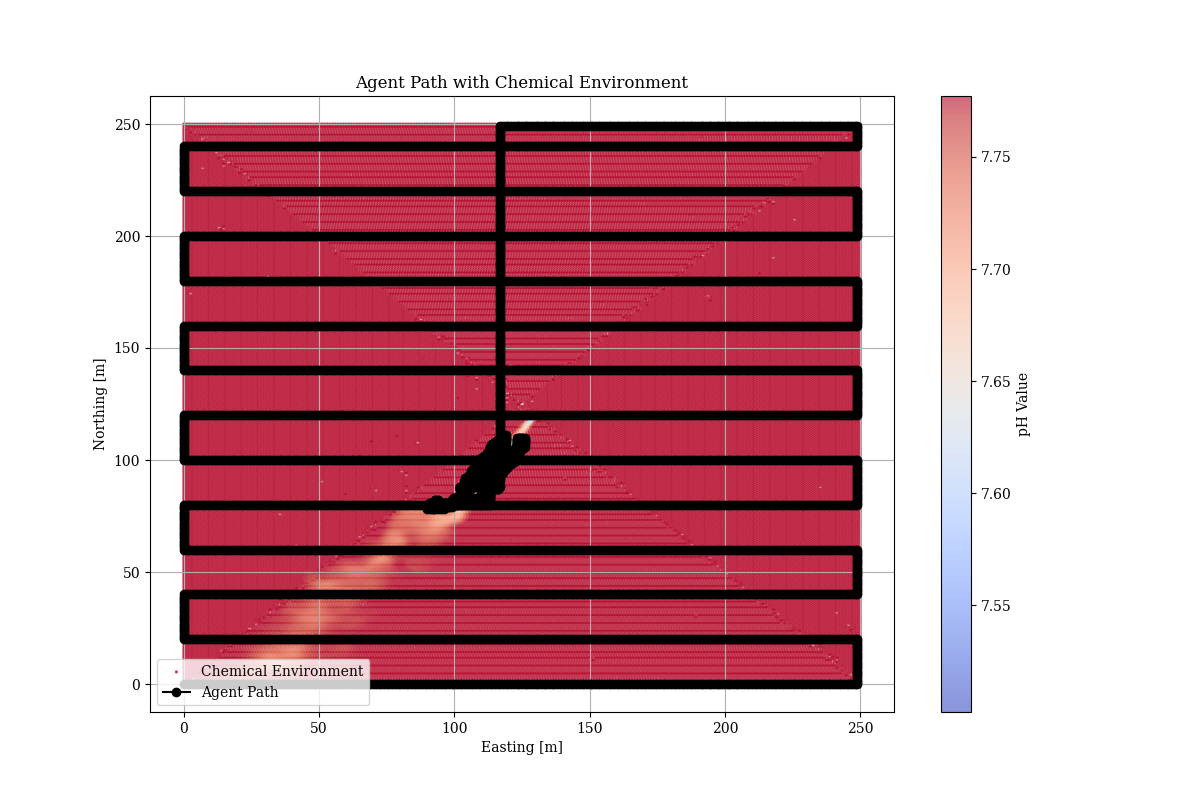 Agent Path with Chemical Environment
250
200
150
100
50
0
Northing [m]
0 50 100 150 200 250
Easting [m]
Chemical Environment
Agent Path
7.75
7.70
7.65
7.60
7.55
pH Value